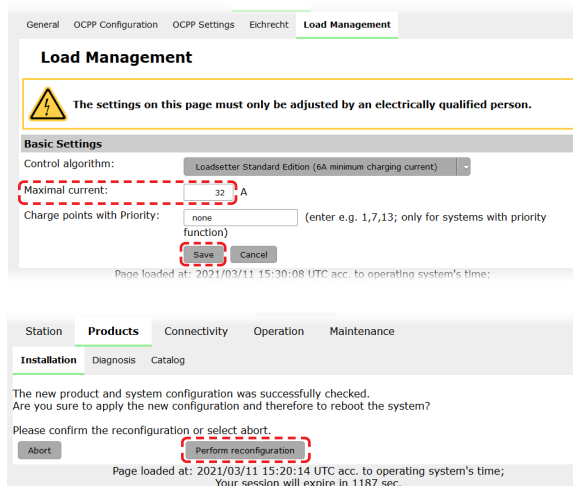 General OCPP Configuration OCPP Settings Eichrecht Load Management
Load Management
The settings on this page must only be adjusted by an electrically qualified person.
Basic Settings
Control algorithm: Loadsetter Standard Edition (6A minimum charging current)
Maximal current: 32 A
Charge points with Priority: none (enter e.g. 1,7,13; only for systems with priority
function)
Save Cancel
Page loaded at: 2021/03/11 15:30:08 UTC acc. to operating system's time;
Station Products Connectivity Operation Maintenance
Installation Diagnosis Catalog
The new product and system configuration was successfully checked.
Are you sure to apply the new configuration and therefore to reboot the system?
Please confirm the reconfiguration or select abort.
Abort Perform reconfiguration
Page loaded at: 2021/03/11 15:20:14 UTC acc. to operating system's time;
Your session will expire in 1187 sec.